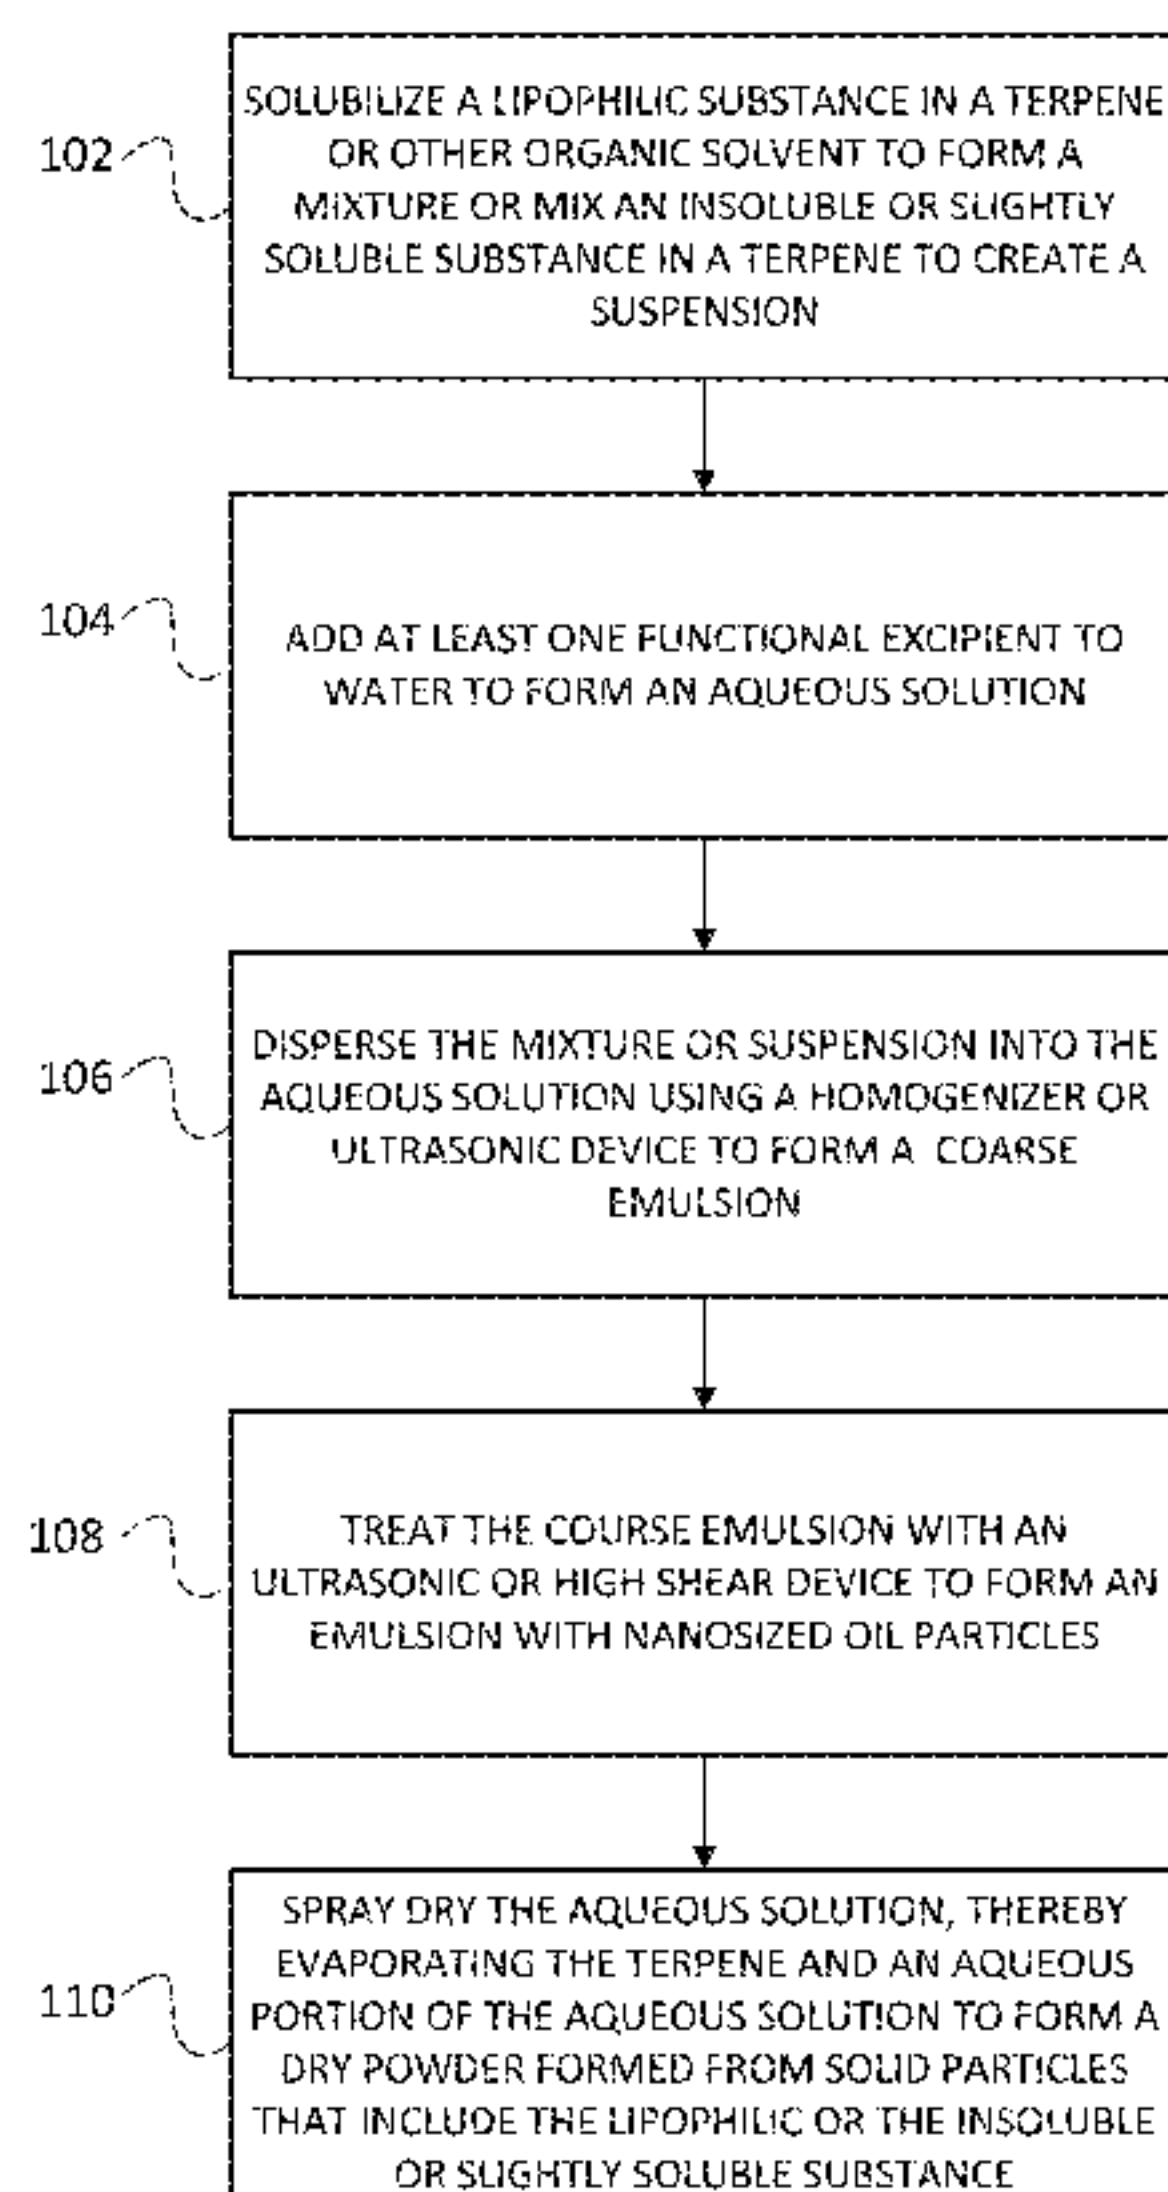 102
SOLUBILIZE A LIPOPHILIC SUBSTANCE IN A TERPENE
OR OTHER ORGANIC SOLVENT TO FORM A
MIXTURE OR MIX AN INSOLUBLE OR SLIGHTLY
SOLUBLE SUBSTANCE IN A TERPENE TO CREATE A
SUSPENSION
104
ADD AT LEAST ONE FUNCTIONAL EXCIPIENT TO
WATER TO FORM AN AQUEOUS SOLUTION
106
DISPERSE THE MIXTURE OR SUSPENSION INTO THE
AQUEOUS SOLUTION USING A HOMOGENIZER OR
ULTRASONIC DEVICE TO FORM A COARSE
EMULSION
108
TREAT THE COURSE EMULSION WITH AN
ULTRASONIC OR HIGH SHEAR DEVICE TO FORM AN
EMULSION WITH NANOSIZED OIL PARTICLES
110
SPRAY DRY THE AQUEOUS SOLUTION, THEREBY
EVAPORATING THE TERPENE AND AN AQUEOUS
PORTION OF THE AQUEOUS SOLUTION TO FORM A
DRY POWDER FORMED FROM SOLID PARTICLES
THAT INCLUDE THE LIPOPHILIC OR THE INSOLUBLE
OR SLIGHTLY SOLUBLE SUBSTANCE